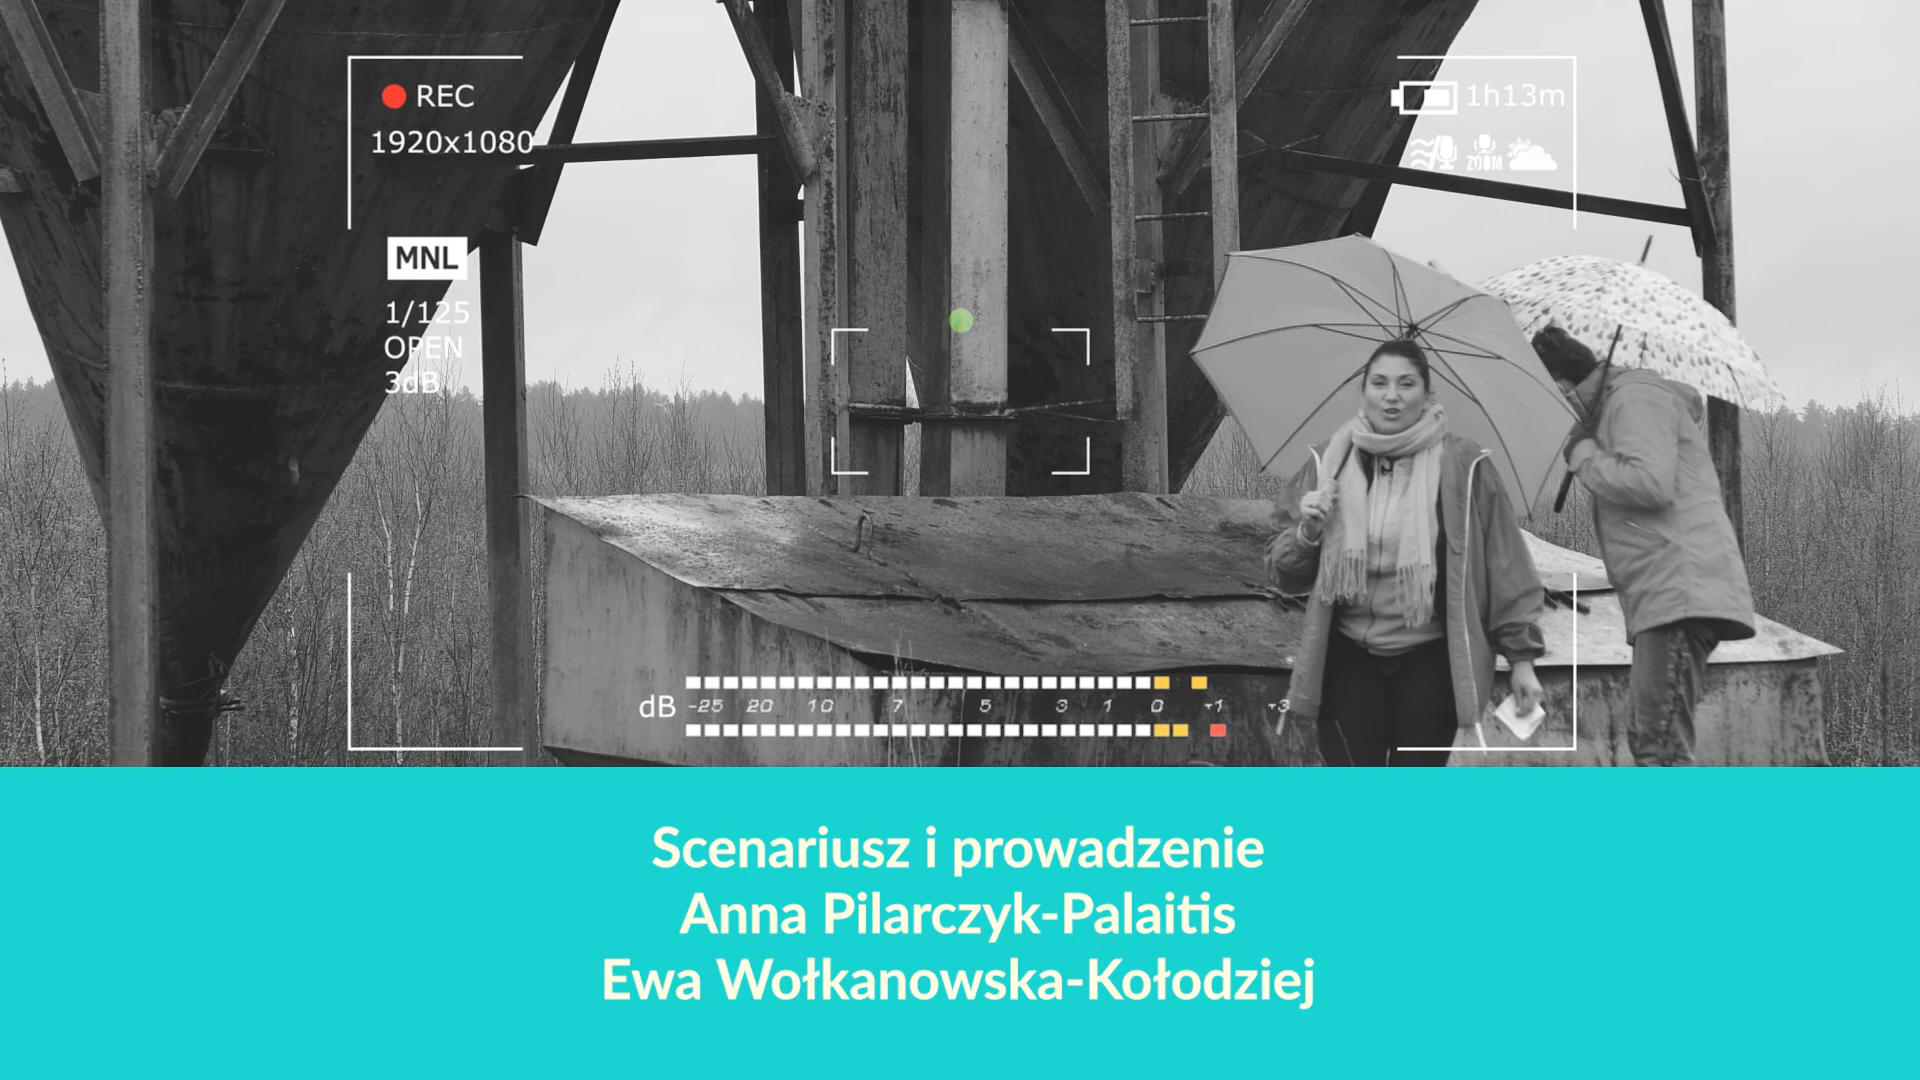 REC
1920x1080
1h13m
ZOOM
MNL
1/125
OPEN
3dB
dB -25 20 10 7 5 3 1 0 +1 +3
Scenariusz i prowadzenie
Anna Pilarczyk-Palaitis
Ewa Wołkanowska-Kołodziej